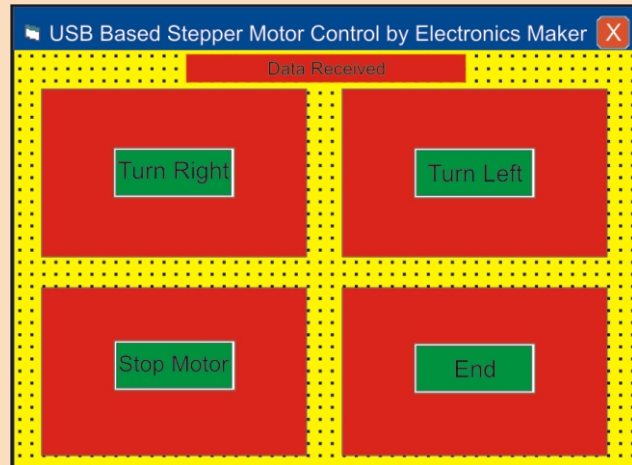 USB Based Stepper Motor Control by Electronics Maker X
Data Received
Turn Right
Turn Left
Stop Motor
End